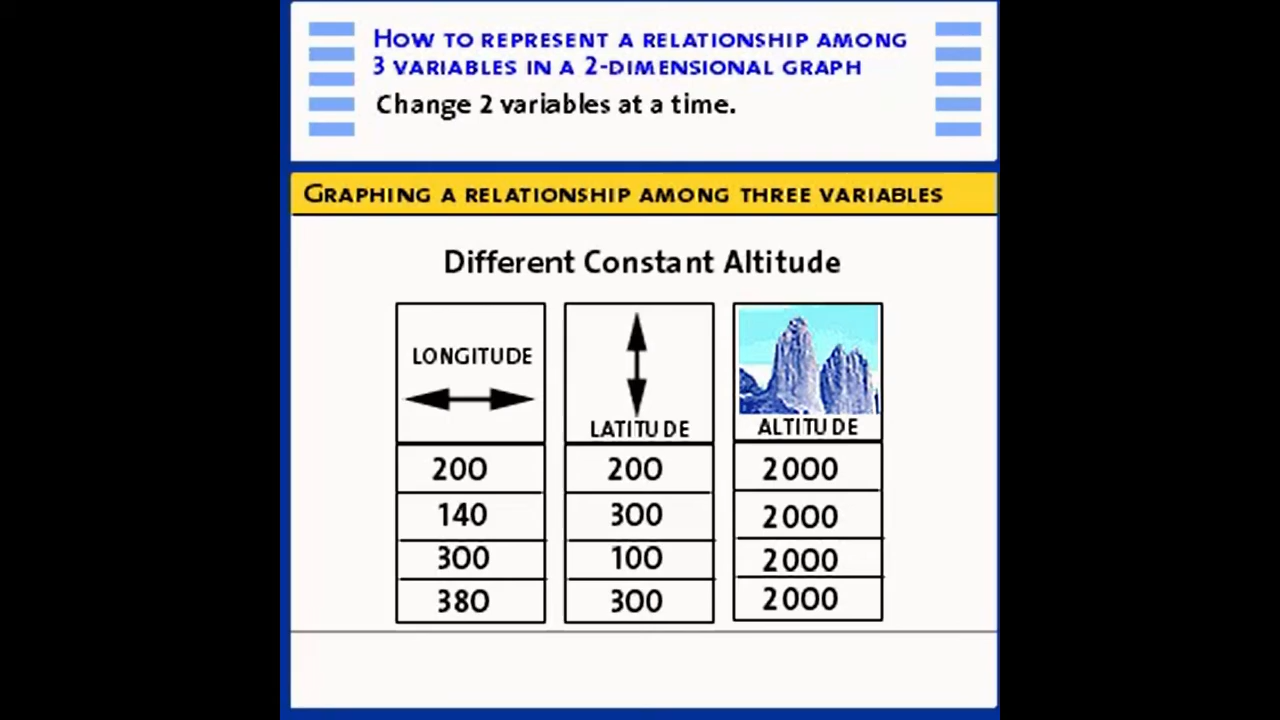 HOW TO REPRESENT A RELATIONSHIP AMONG
3 VARIABLES IN A 2-DIMENSIONAL GRAPH
Change 2 variables at a time.
GRAPHING A RELATIONSHIP AMONG THREE VARIABLES
Different Constant Altitude
LONGITUDE LATITUDE ALTITUDE
200 200 2000
140 300 2000
300 100 2000
380 300 2000